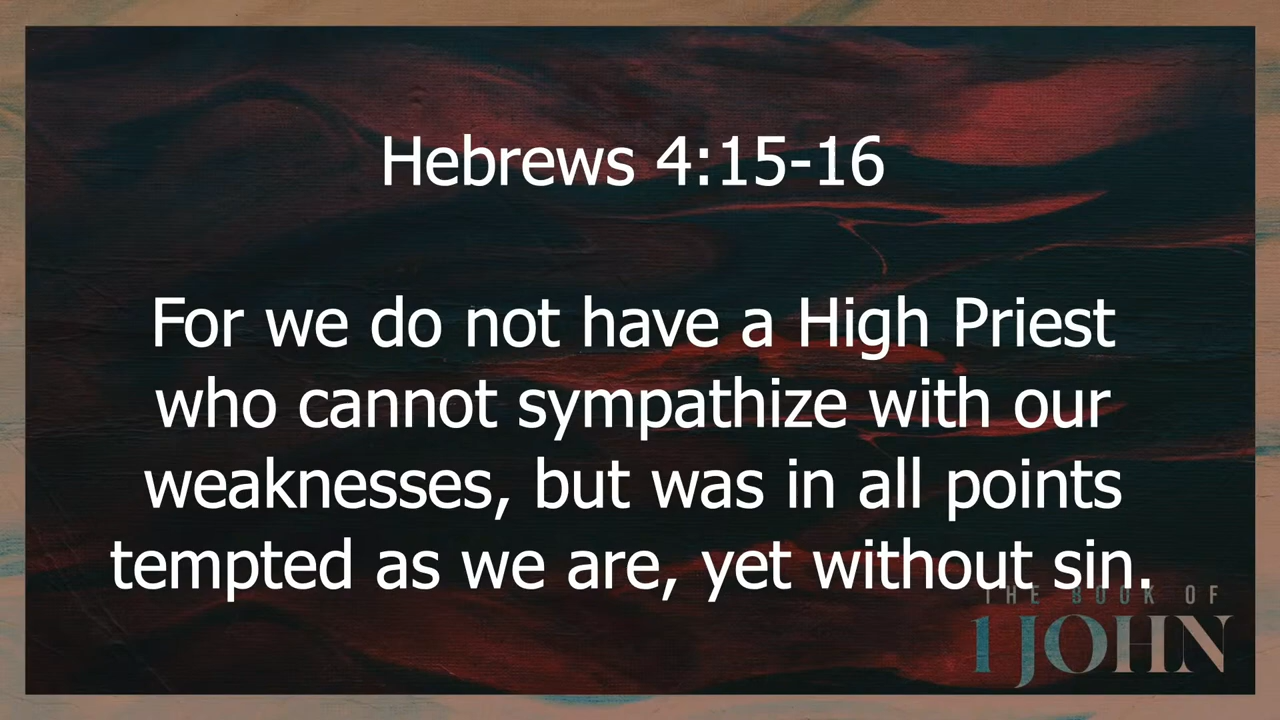 Hebrews 4:15-16
For we do not have a High Priest
who cannot sympathize with our
weaknesses, but was in all points
tempted as we are, yet without sin.
THE BOOK OF
1 JOHN